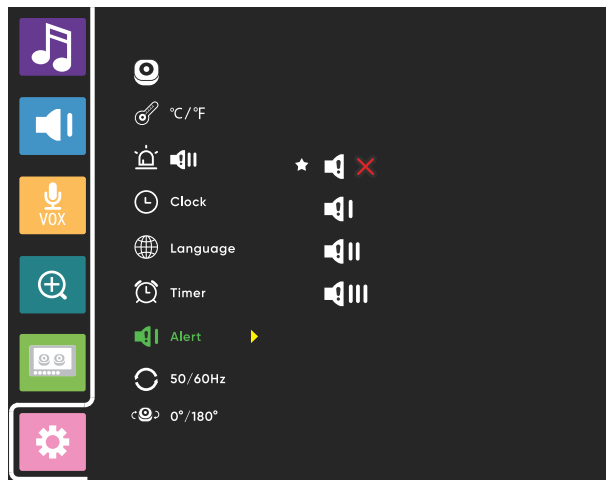 °C/°F
Clock
VOX
Language
Timer
Alert
50/60Hz
0°/180°